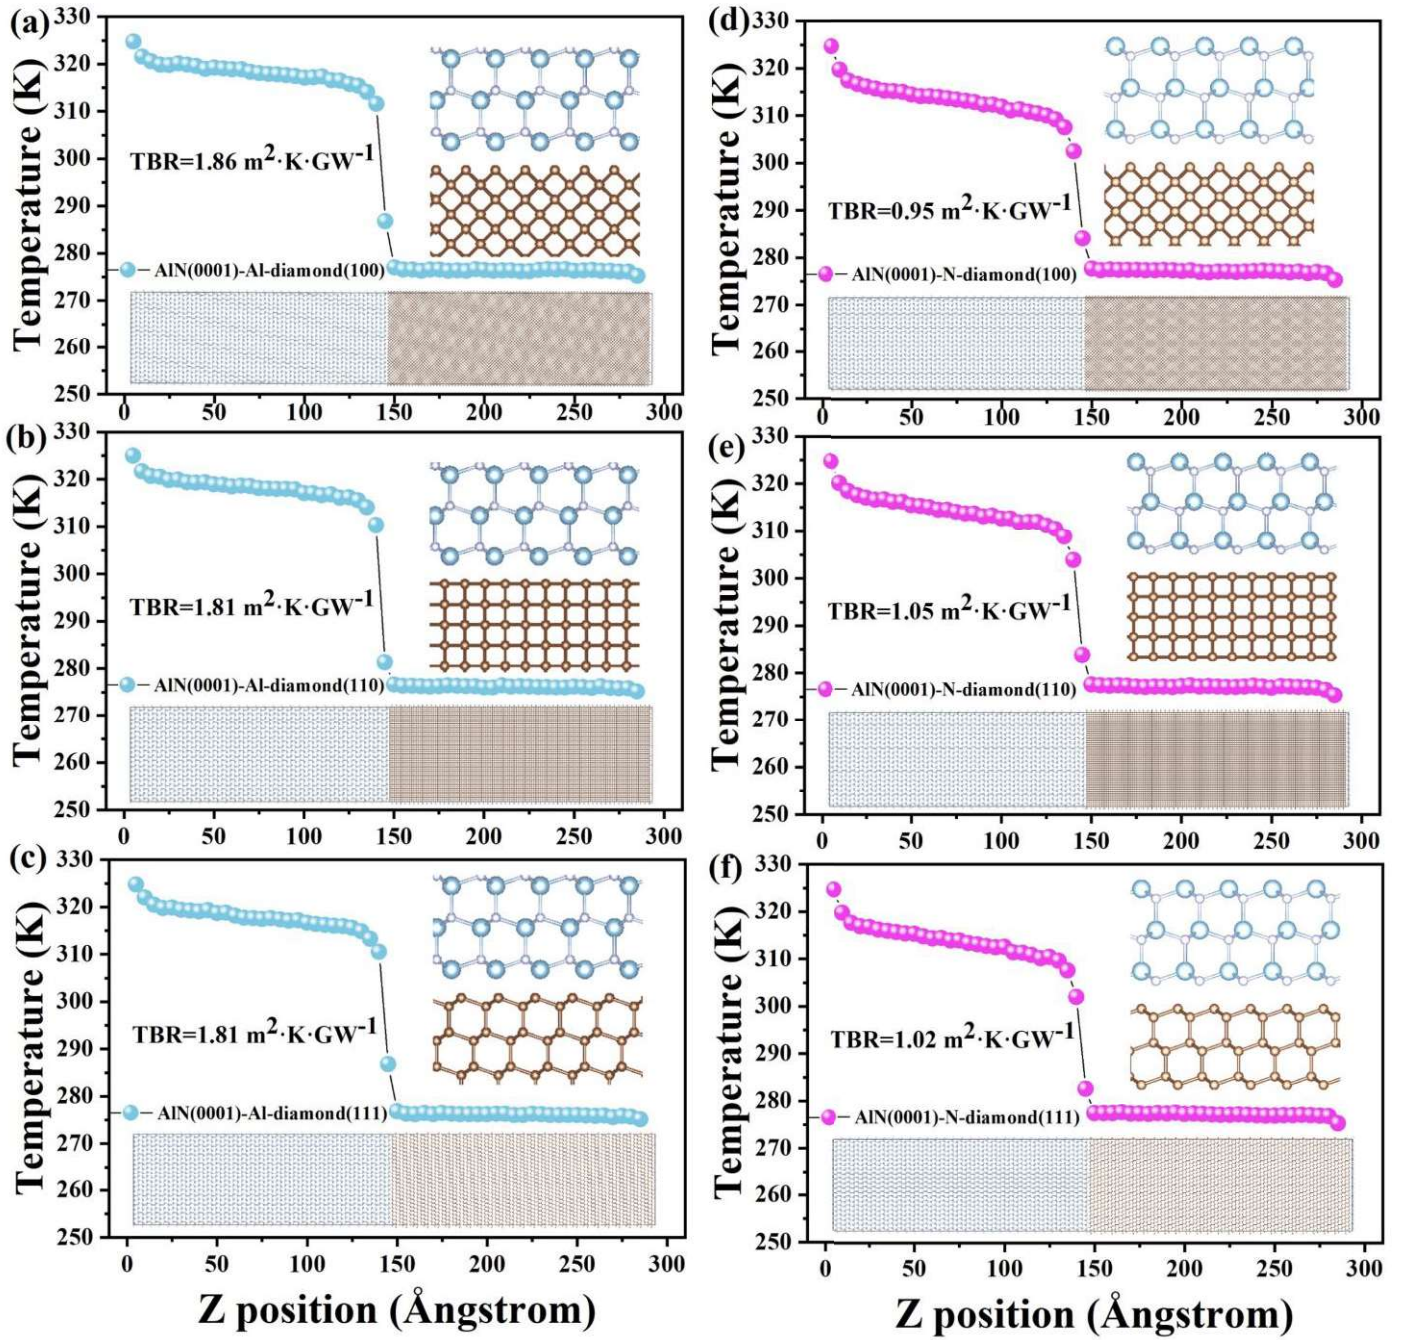 (a)
330
320
310
300
290
280
270
260
250
Temperature (K)
TBR=1.86 m²·K·GW⁻¹
AlN(0001)-Al-diamond(100)
0 50 100 150 200 250 300
(d)
330
320
310
300
290
280
270
260
250
Temperature (K)
TBR=0.95 m²·K·GW⁻¹
AlN(0001)-N-diamond(100)
0 50 100 150 200 250 300
(b)
330
320
310
300
290
280
270
260
250
Temperature (K)
TBR=1.81 m²·K·GW⁻¹
AlN(0001)-Al-diamond(110)
0 50 100 150 200 250 300
(e)
330
320
310
300
290
280
270
260
250
Temperature (K)
TBR=1.05 m²·K·GW⁻¹
AlN(0001)-N-diamond(110)
0 50 100 150 200 250 300
(c)
330
320
310
300
290
280
270
260
250
Temperature (K)
TBR=1.81 m²·K·GW⁻¹
AlN(0001)-Al-diamond(111)
0 50 100 150 200 250 300
Z position (Ångstrom)
(f)
330
320
310
300
290
280
270
260
250
Temperature (K)
TBR=1.02 m²·K·GW⁻¹
AlN(0001)-N-diamond(111)
0 50 100 150 200 250 300
Z position (Ångstrom)